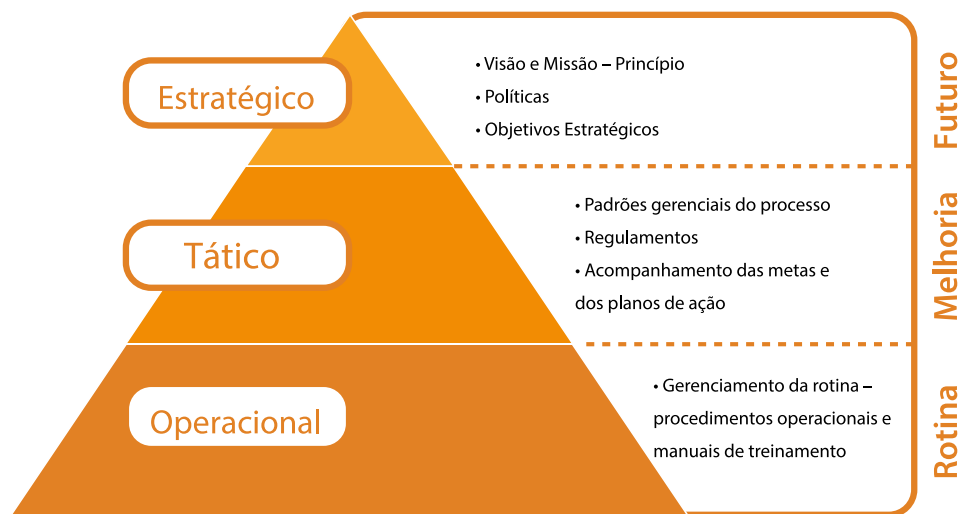 Estratégico
• Visão e Missão – Princípio
• Políticas
• Objetivos Estratégicos
Futuro
Tático
• Padrões gerenciais do processo
• Regulamentos
• Acompanhamento das metas e
dos planos de ação
Melhoria
Operacional
• Gerenciamento da rotina –
procedimentos operacionais e
manuais de treinamento
Rotina